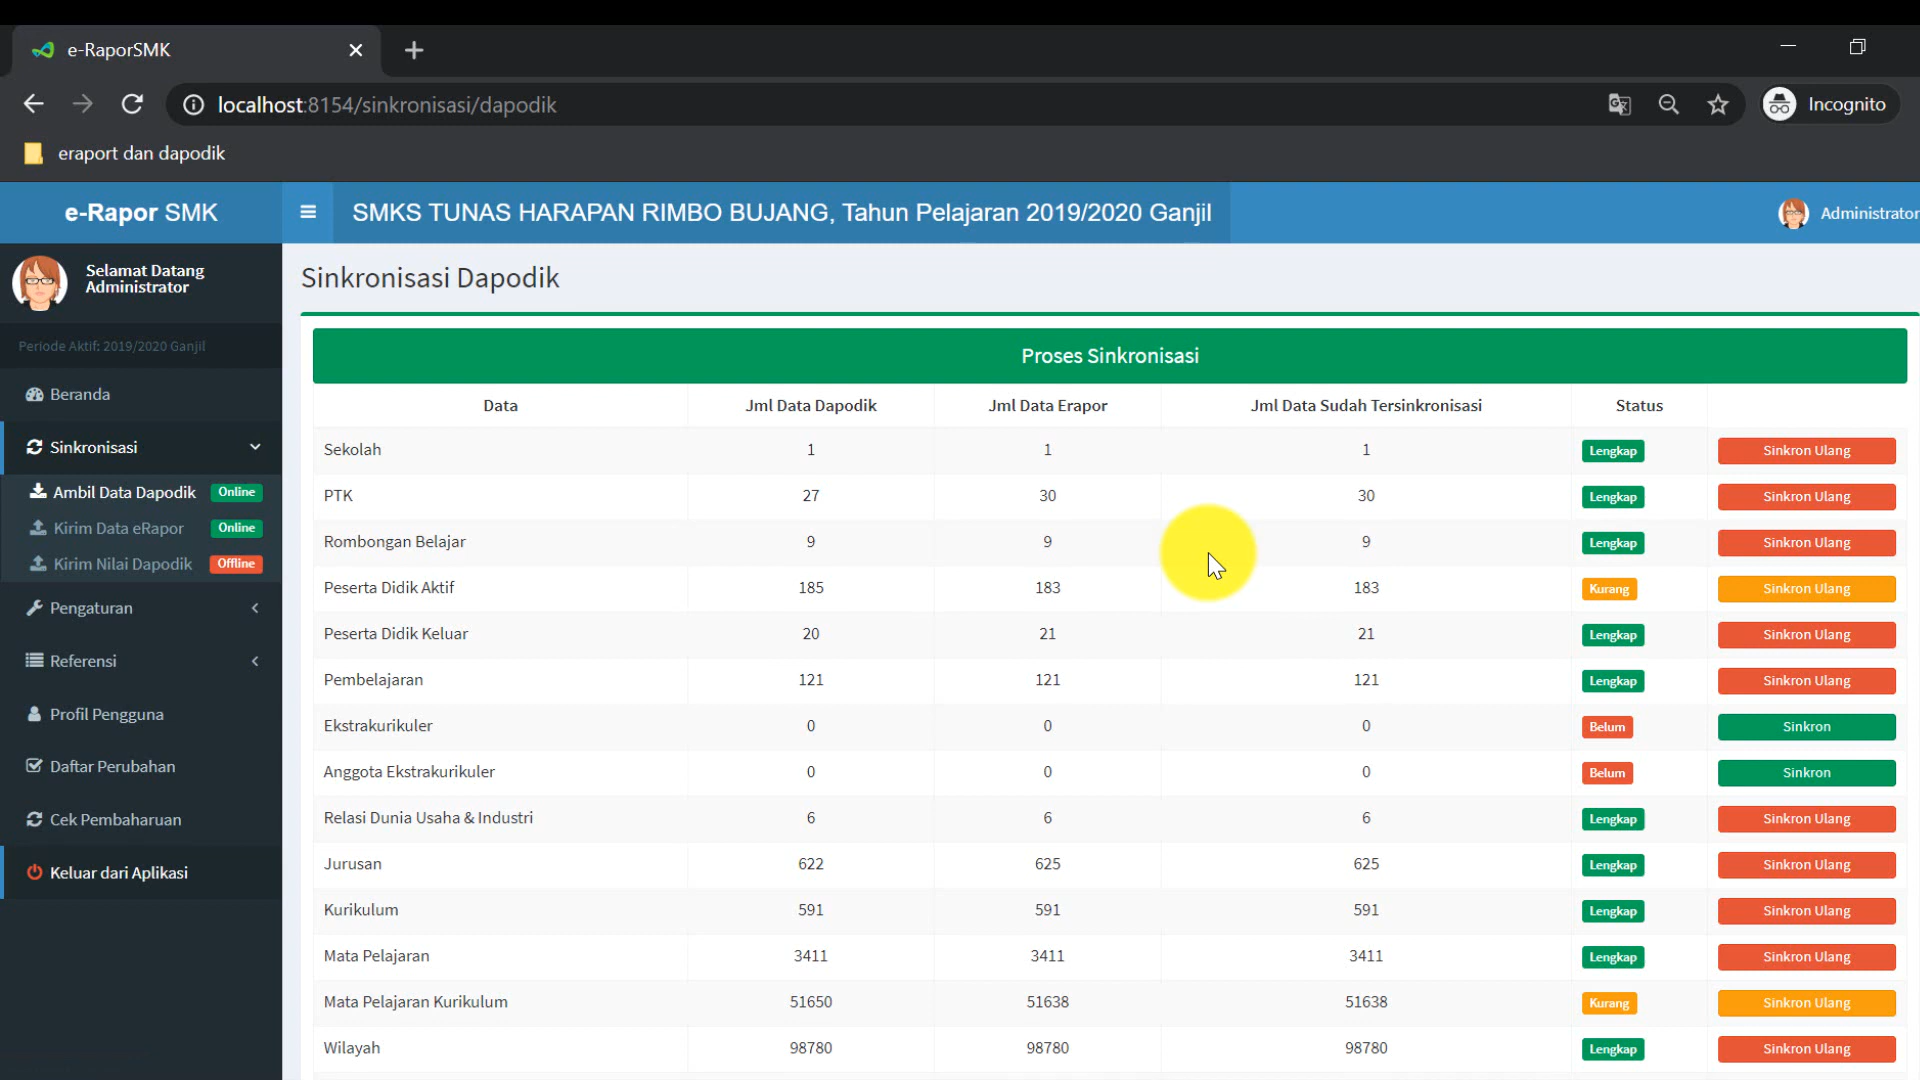 e-RaporSMK
localhost:8154/sinkronisasi/dapodik
Incognito
eraport dan dapodik
e-Rapor SMK
SMKS TUNAS HARAPAN RIMBO BUJANG, Tahun Pelajaran 2019/2020 Ganjil
Administrator
Selamat Datang
Administrator
Periode Aktif: 2019/2020 Ganjil
Beranda
Sinkronisasi
Ambil Data Dapodik Online
Kirim Data eRapor Online
Kirim Nilai Dapodik Offline
Pengaturan
Referensi
Profil Pengguna
Daftar Perubahan
Cek Pembaharuan
Keluar dari Aplikasi
Sinkronisasi Dapodik
Proses Sinkronisasi
Data Jml Data Dapodik Jml Data Erapor Jml Data Sudah Tersinkronisasi Status
Sekolah 1 1 1 Lengkap Sinkron Ulang
PTK 27 30 30 Lengkap Sinkron Ulang
Rombongan Belajar 9 9 9 Lengkap Sinkron Ulang
Peserta Didik Aktif 185 183 183 Kurang Sinkron Ulang
Peserta Didik Keluar 20 21 21 Lengkap Sinkron Ulang
Pembelajaran 121 121 121 Lengkap Sinkron Ulang
Ekstrakurikuler 0 0 0 Belum Sinkron
Anggota Ekstrakurikuler 0 0 0 Belum Sinkron
Relasi Dunia Usaha & Industri 6 6 6 Lengkap Sinkron Ulang
Jurusan 622 625 625 Lengkap Sinkron Ulang
Kurikulum 591 591 591 Lengkap Sinkron Ulang
Mata Pelajaran 3411 3411 3411 Lengkap Sinkron Ulang
Mata Pelajaran Kurikulum 51650 51638 51638 Kurang Sinkron Ulang
Wilayah 98780 98780 98780 Lengkap Sinkron Ulang